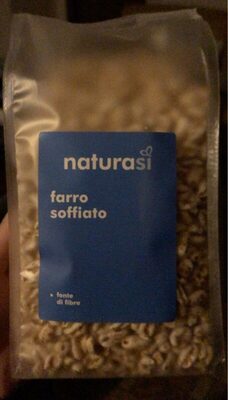 naturasì
farro
soffiato
• fonte
di fibre